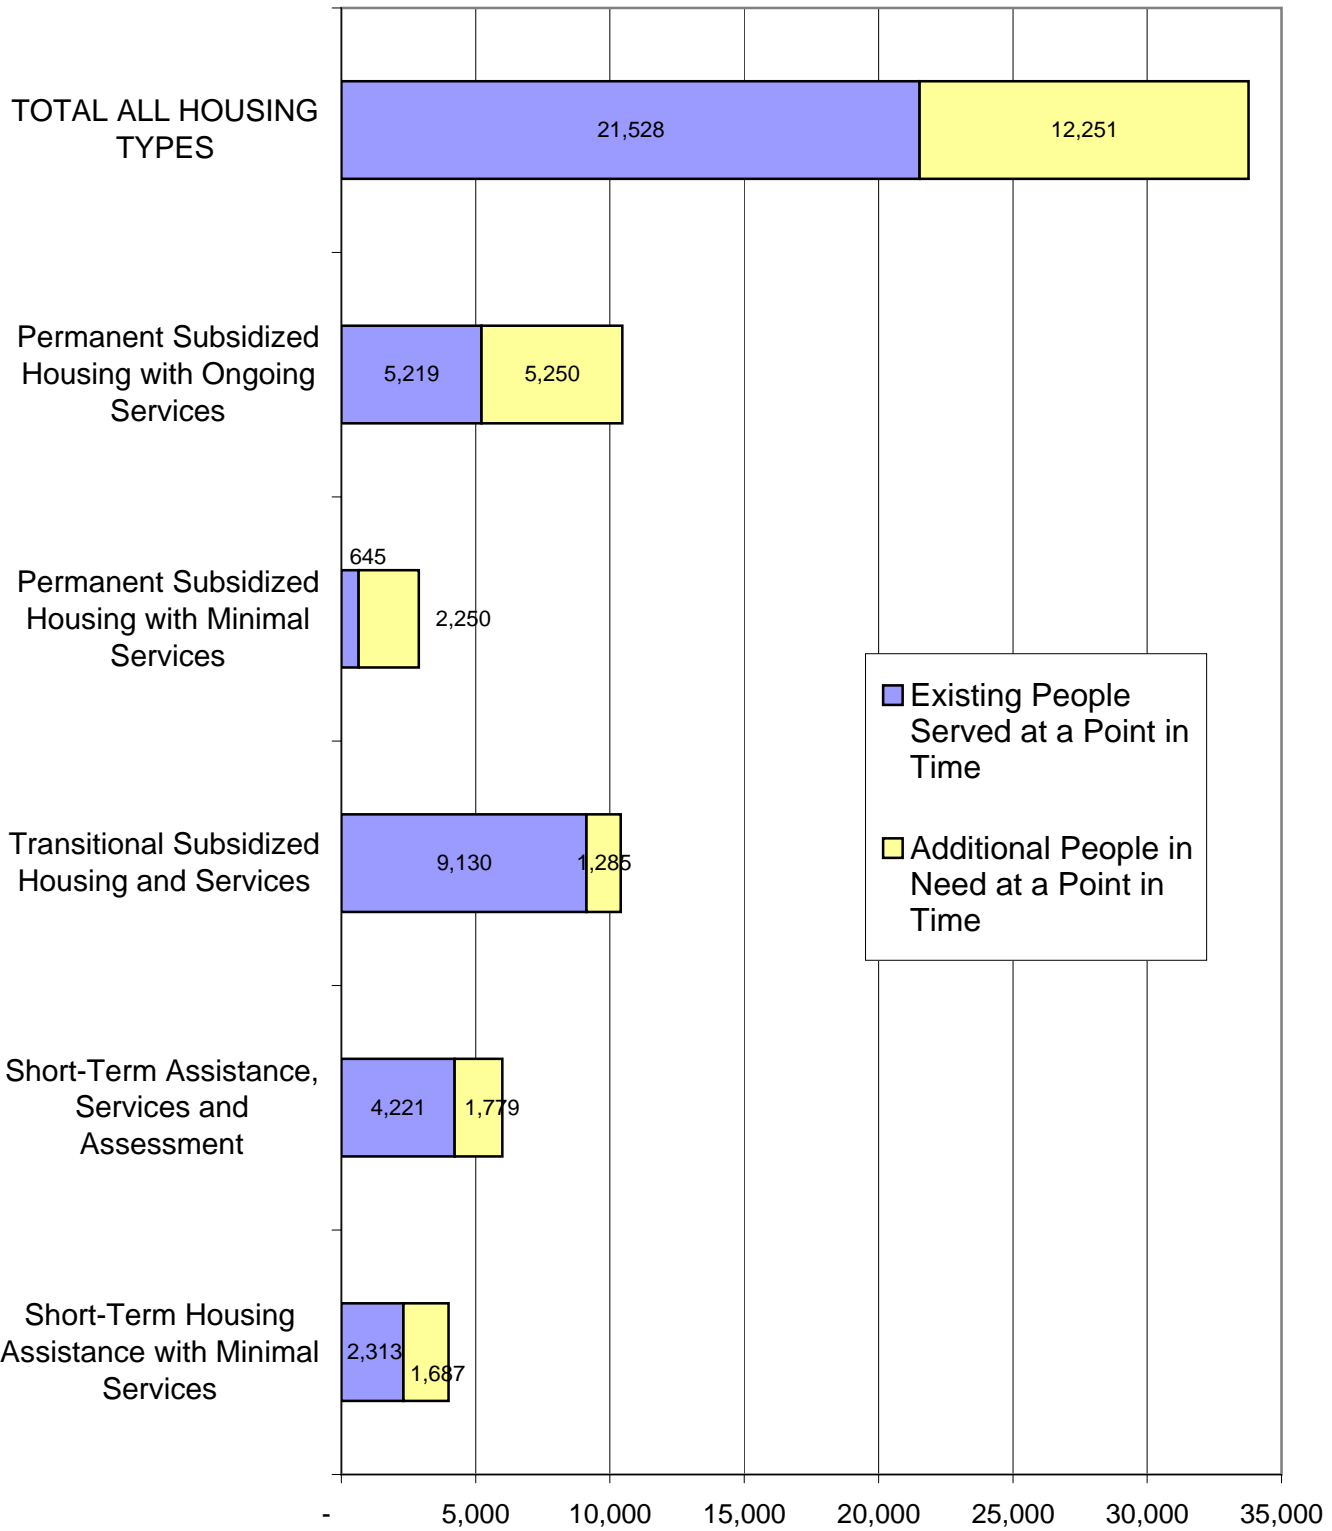 TOTAL ALL HOUSING
TYPES
21,528
12,251
Permanent Subsidized
Housing with Ongoing
Services
5,219
5,250
645
Permanent Subsidized
Housing with Minimal
Services
2,250
Existing People
Served at a Point in
Time
Additional People in
Need at a Point in
Time
Transitional Subsidized
Housing and Services
9,130
1,285
Short-Term Assistance,
Services and
Assessment
4,221
1,779
Short-Term Housing
Assistance with Minimal
Services
2,313
1,687
- 5,000 10,000 15,000 20,000 25,000 30,000 35,000